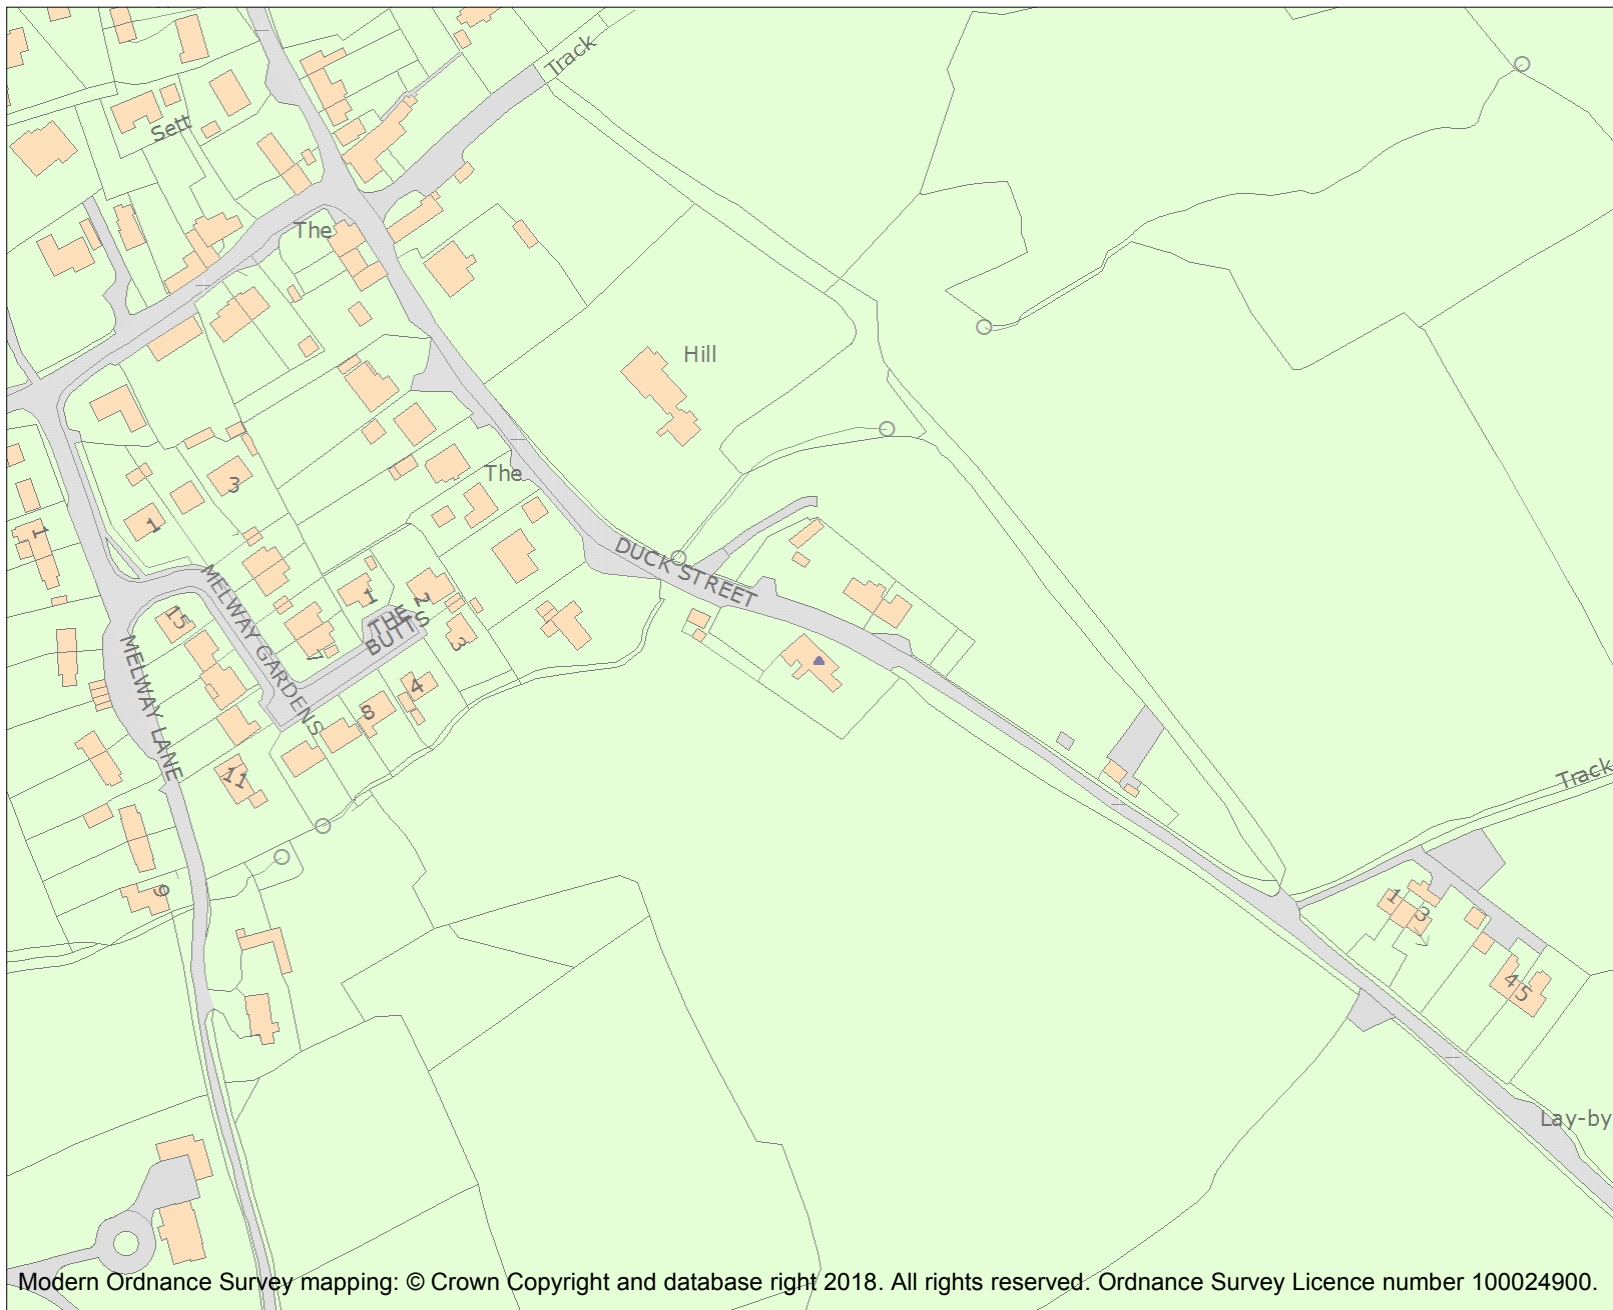 Track
Sett
The
Hill
The
3
1
1
DUCK STREET
MELWAY GARDENS
1
2
THE
BUTTS
15
3
7
MELWAY LANE
4
8
11
Track
9
1
3
4
5
Lay-by
Modern Ordnance Survey mapping: © Crown Copyright and database right 2018. All rights reserved. Ordnance Survey Licence number 100024900.